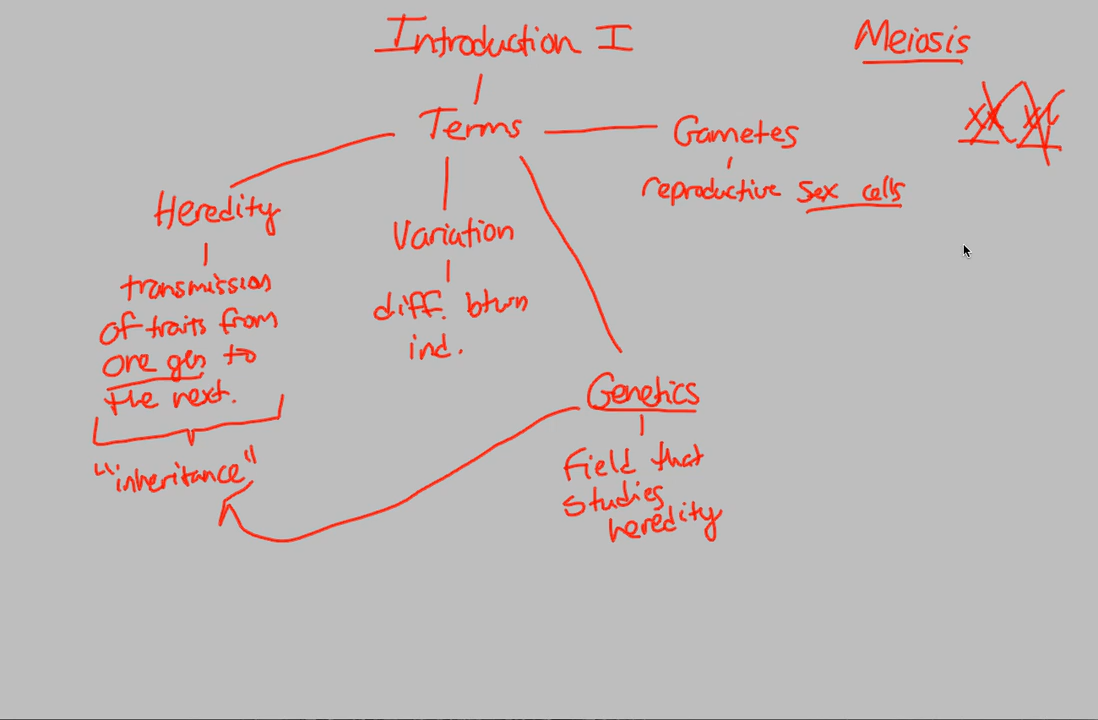 Introduction I
Meiosis
Terms
Gametes
reproductive sex cells
Heredity
transmission
of traits from
one gen to
the next.
"inheritance"
Variation
diff. btwn
ind.
Genetics
Field that
studies
heredity